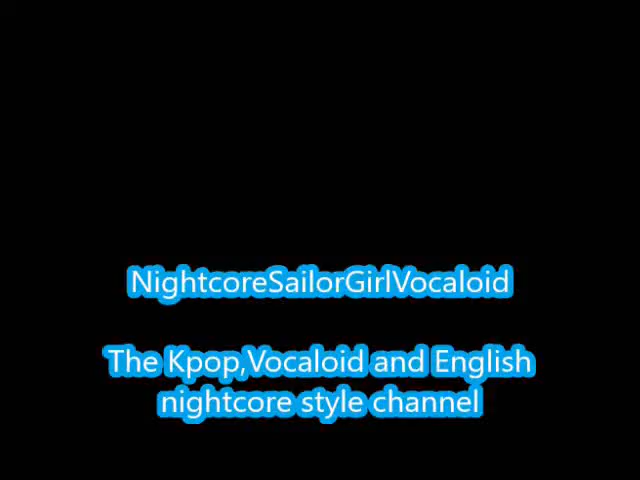 NightcoreSailorGirlVocaloid
The Kpop,Vocaloid and English
nightcore style channel